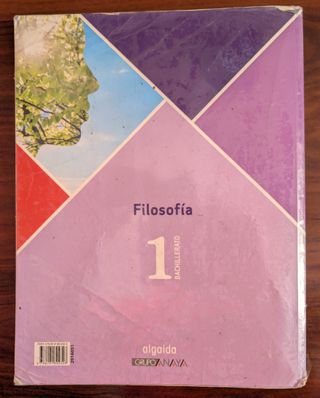 Filosofía
1
BACHILLERATO
algaida
GRUPO ANAYA